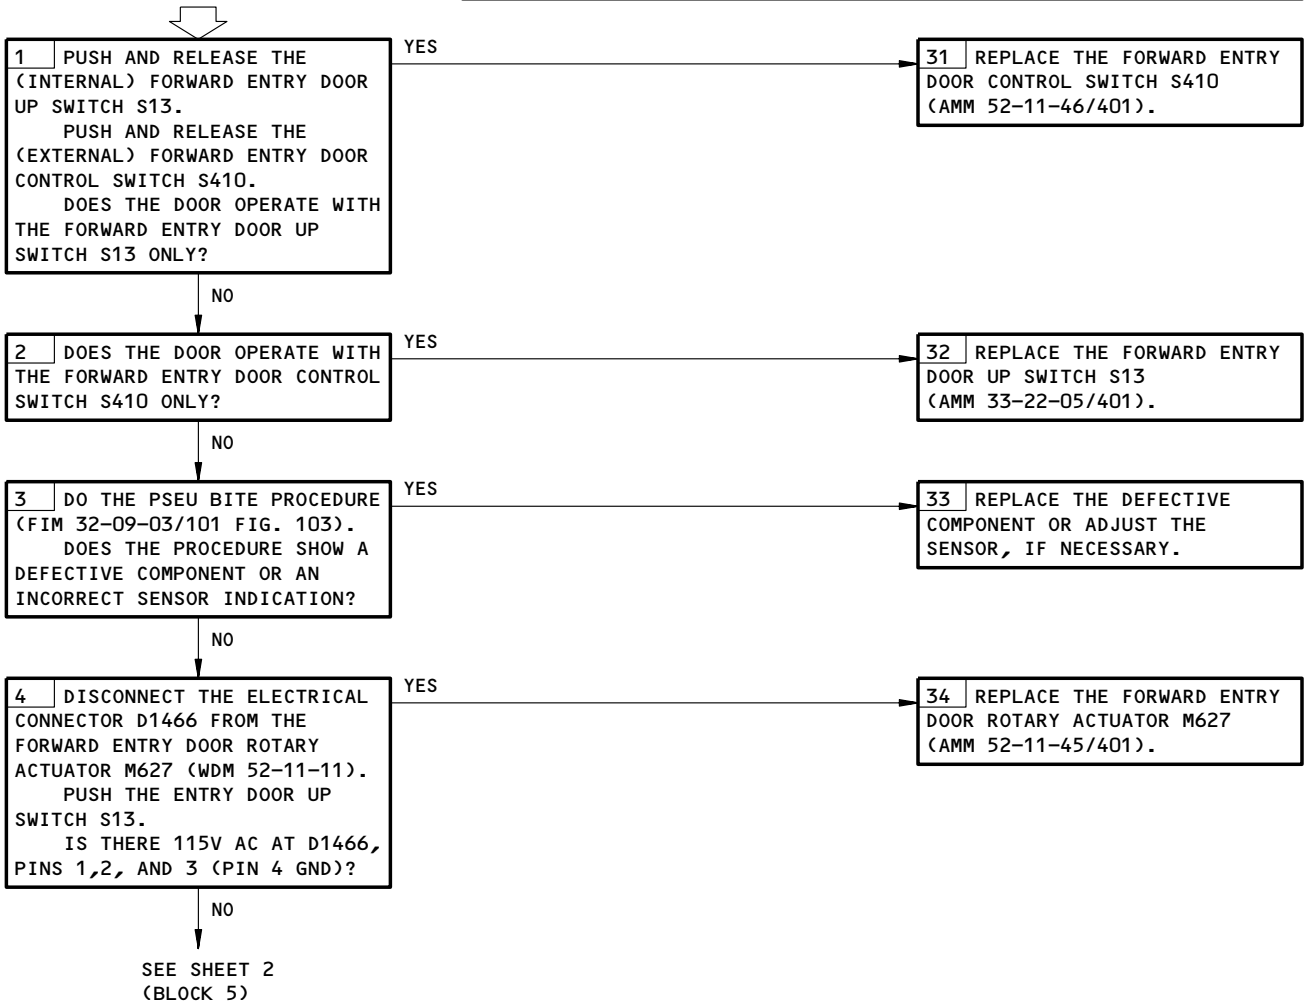 1 PUSH AND RELEASE THE
(INTERNAL) FORWARD ENTRY DOOR
UP SWITCH S13.
PUSH AND RELEASE THE
(EXTERNAL) FORWARD ENTRY DOOR
CONTROL SWITCH S410.
DOES THE DOOR OPERATE WITH
THE FORWARD ENTRY DOOR UP
SWITCH S13 ONLY?
YES
31 REPLACE THE FORWARD ENTRY
DOOR CONTROL SWITCH S410
(AMM 52-11-46/401).
NO
2 DOES THE DOOR OPERATE WITH
THE FORWARD ENTRY DOOR CONTROL
SWITCH S410 ONLY?
YES
32 REPLACE THE FORWARD ENTRY
DOOR UP SWITCH S13
(AMM 33-22-05/401).
NO
3 DO THE PSEU BITE PROCEDURE
(FIM 32-09-03/101 FIG. 103).
DOES THE PROCEDURE SHOW A
DEFECTIVE COMPONENT OR AN
INCORRECT SENSOR INDICATION?
YES
33 REPLACE THE DEFECTIVE
COMPONENT OR ADJUST THE
SENSOR, IF NECESSARY.
NO
4 DISCONNECT THE ELECTRICAL
CONNECTOR D1466 FROM THE
FORWARD ENTRY DOOR ROTARY
ACTUATOR M627 (WDM 52-11-11).
PUSH THE ENTRY DOOR UP
SWITCH S13.
IS THERE 115V AC AT D1466,
PINS 1,2, AND 3 (PIN 4 GND)?
YES
34 REPLACE THE FORWARD ENTRY
DOOR ROTARY ACTUATOR M627
(AMM 52-11-45/401).
NO
SEE SHEET 2
(BLOCK 5)